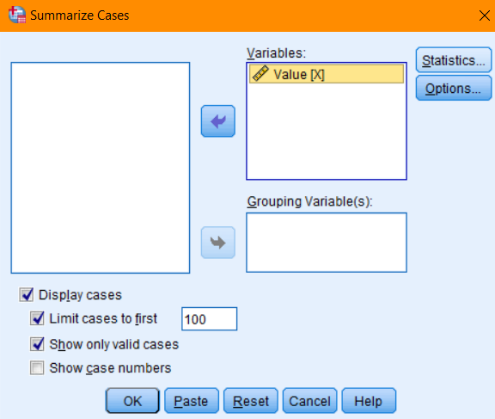 Summarize Cases
Variables:
Value [X]
Statistics...
Options...
Grouping Variable(s):
Display cases
Limit cases to first 100
Show only valid cases
Show case numbers
OK Paste Reset Cancel Help